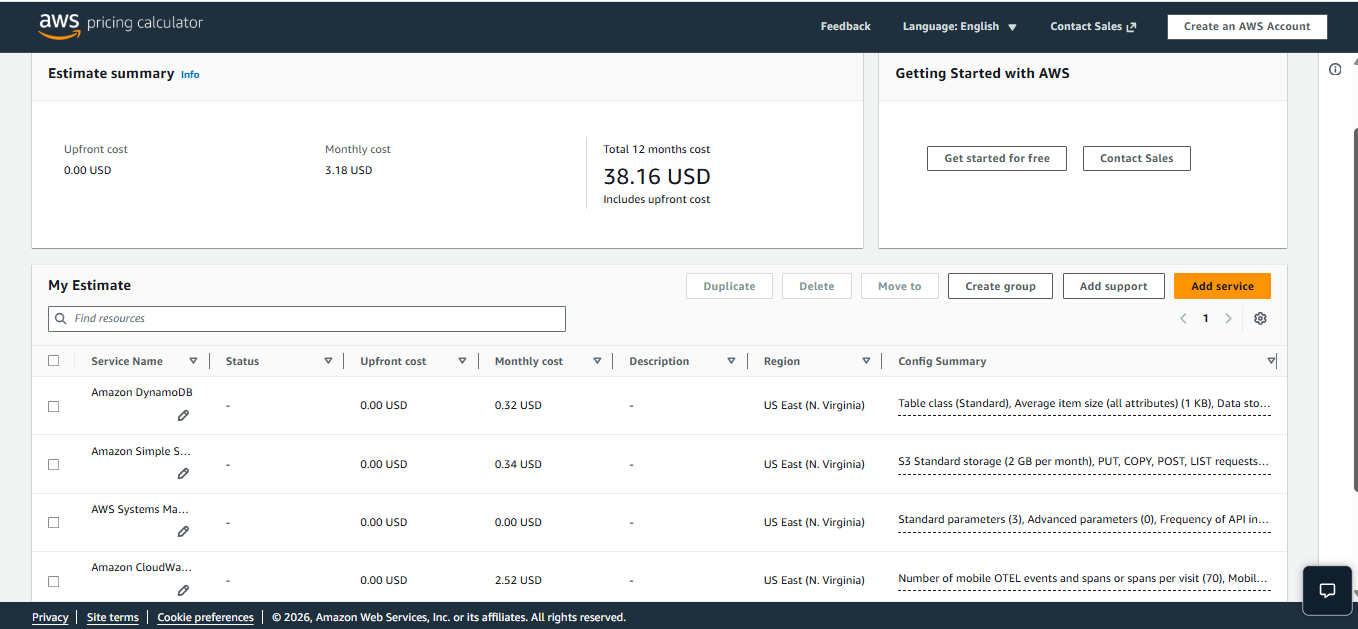 aws pricing calculator
Feedback
Language: English
Contact Sales
Create an AWS Account
Estimate summary Info
Upfront cost
0.00 USD
Monthly cost
3.18 USD
Total 12 months cost
38.16 USD
Includes upfront cost
Getting Started with AWS
Get started for free
Contact Sales
My Estimate
Duplicate
Delete
Move to
Create group
Add support
Add service
Find resources
1
Service Name Status Upfront cost Monthly cost Description Region Config Summary
Amazon DynamoDB - 0.00 USD 0.32 USD - US East (N. Virginia) Table class (Standard), Average item size (all attributes) (1 KB), Data sto...
Amazon Simple S... - 0.00 USD 0.34 USD - US East (N. Virginia) S3 Standard storage (2 GB per month), PUT, COPY, POST, LIST requests...
AWS Systems Ma... - 0.00 USD 0.00 USD - US East (N. Virginia) Standard parameters (3), Advanced parameters (0), Frequency of API in...
Amazon CloudWa... - 0.00 USD 2.52 USD - US East (N. Virginia) Number of mobile OTEL events and spans or spans per visit (70), Mobil...
Privacy | Site terms | Cookie preferences | © 2026, Amazon Web Services, Inc. or its affiliates. All rights reserved.